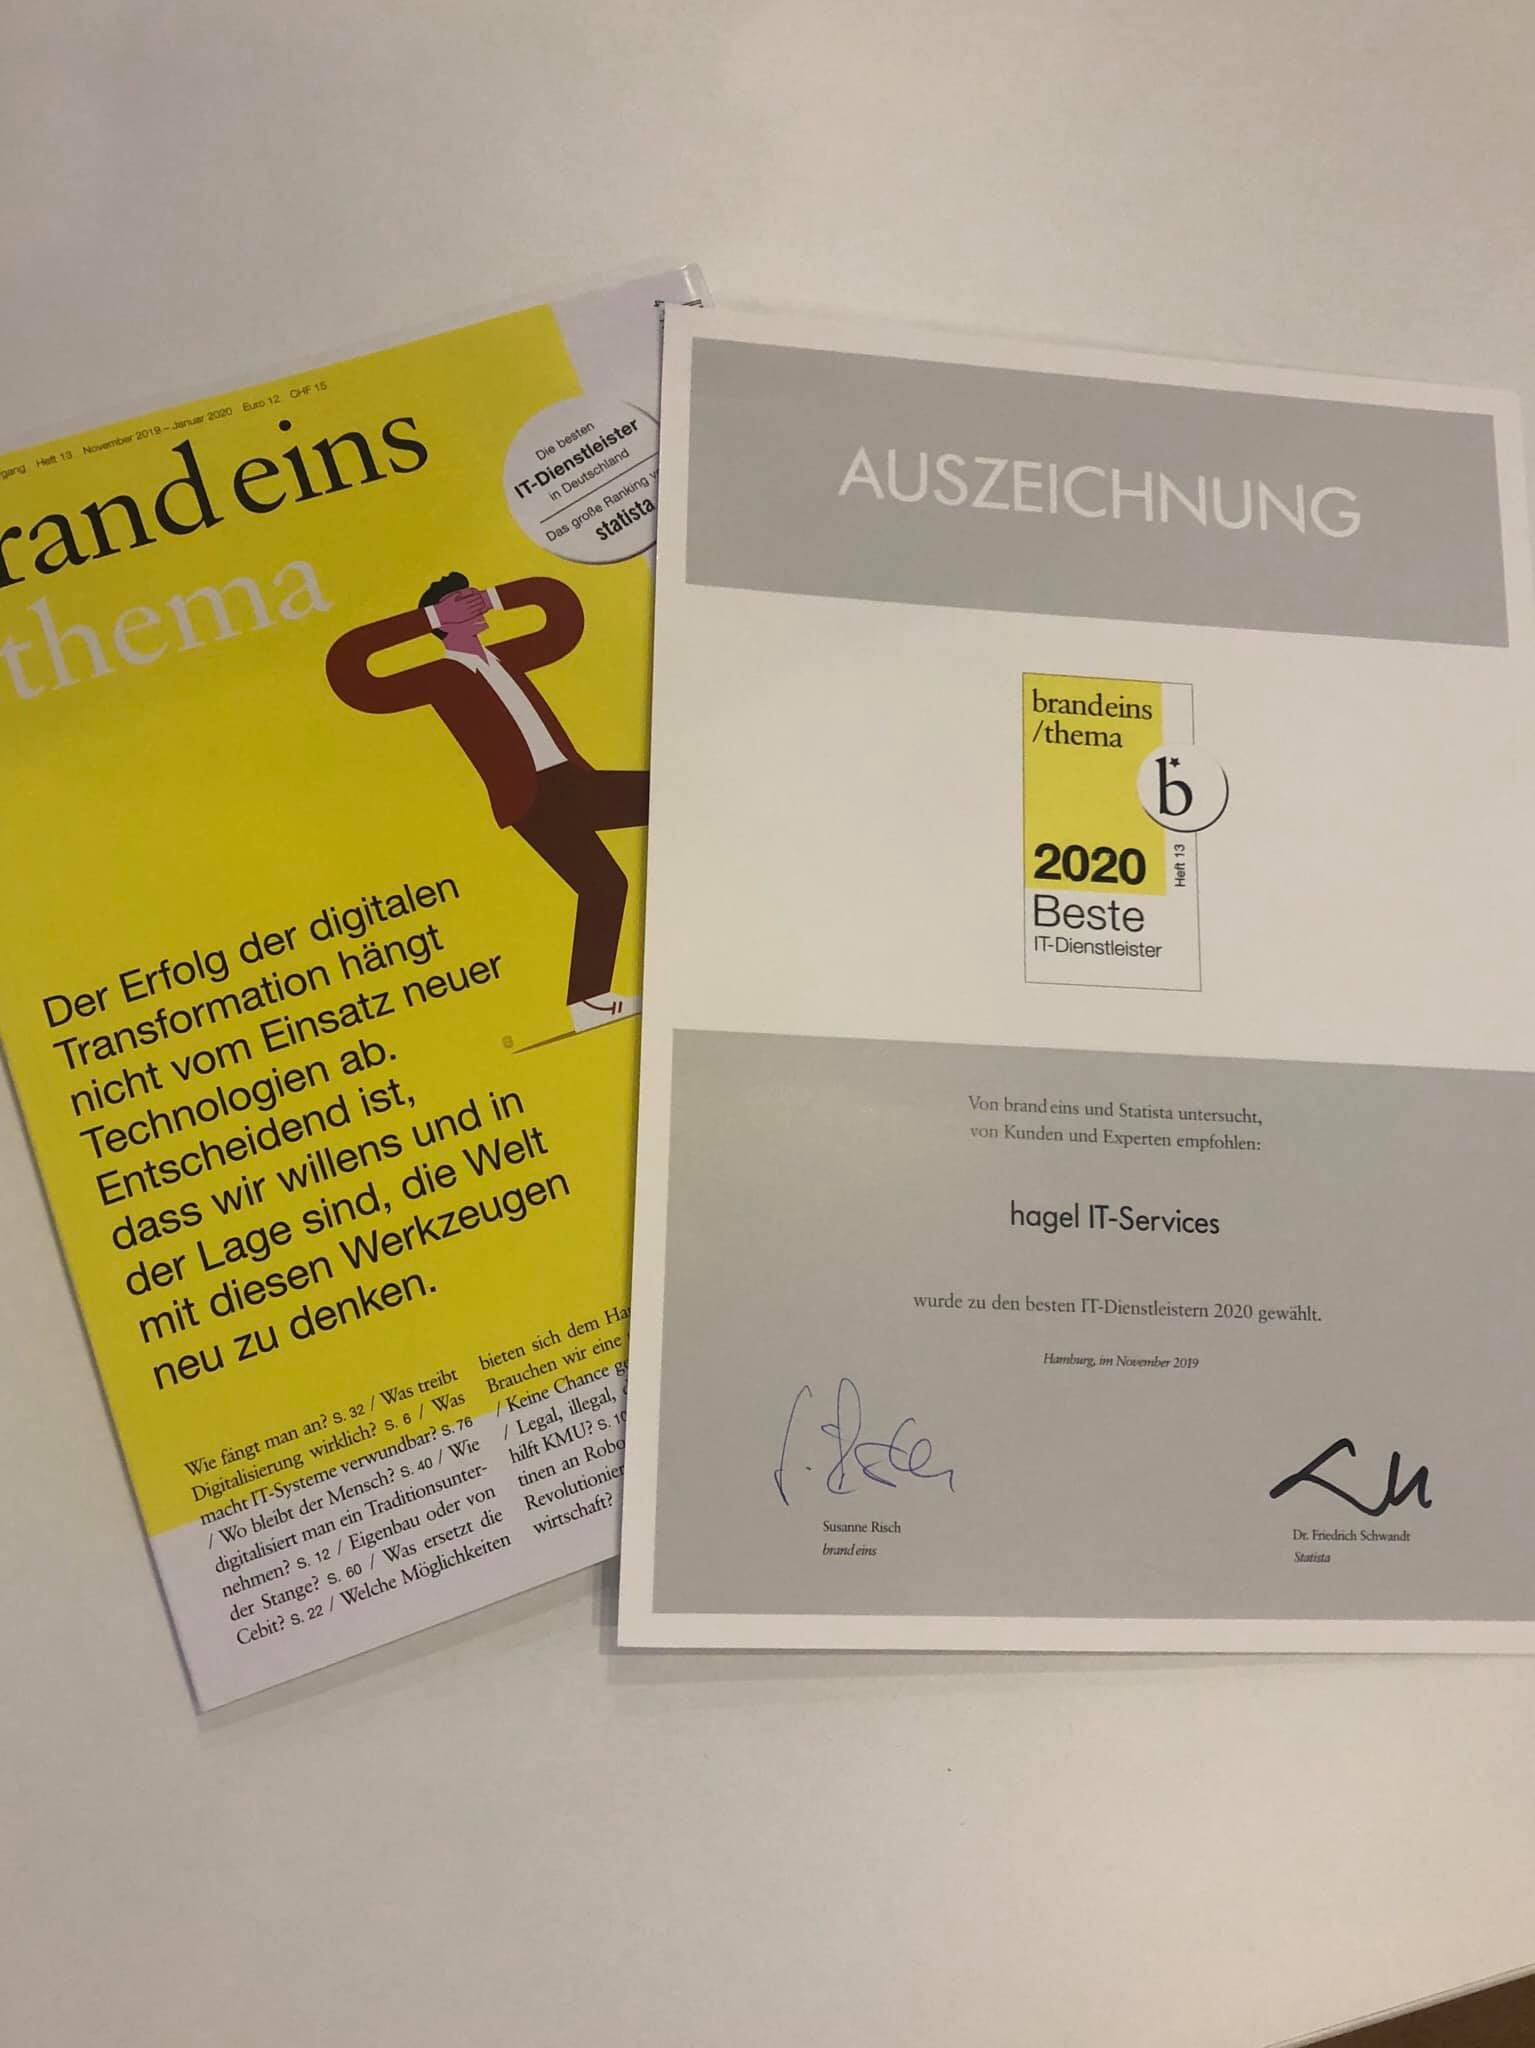 Heft 13 November 2019 – Januar 2020 Euro 12 CHF 15
eins
thema
Die besten
IT-Dienstleister
in Deutschland
Das große Ranking
statista
Der Erfolg der digitalen
Transformation hängt
nicht vom Einsatz neuer
Technologien ab.
Entscheidend ist,
dass wir willens und in
der Lage sind, die Welt
mit diesen Werkzeugen
neu zu denken.
Wie fängt man an? S. 32 / Was treibt
Digitalisierung wirklich? S. 6 / Was
macht IT-Systeme verwundbar? S. 76
/ Wo bleibt der Mensch? S. 40 / Wie
digitalisiert man ein Traditionsunter-
nehmen? S. 12 / Eigenbau oder von
der Stange? S. 60 / Was ersetzt die
Cebit? S. 22 / Welche Möglichkeiten
bieten sich dem
Brauchen wir eine
/ Keine Chance
/ Legal, illegal,
hilft KMU?
tinen an
wirtschaft?
AUSZEICHNUNG
brandeins
/thema
b
2020
Heft 13
Beste
IT-Dienstleister
Von brandeins und Statista untersucht,
von Kunden und Experten empfohlen:
hagel IT-Services
wurde zu den besten IT-Dienstleistern 2020 gewählt.
Hamburg, im November 2019
Susanne Risch
brandeins
Dr. Friedrich Schwandt
Statista